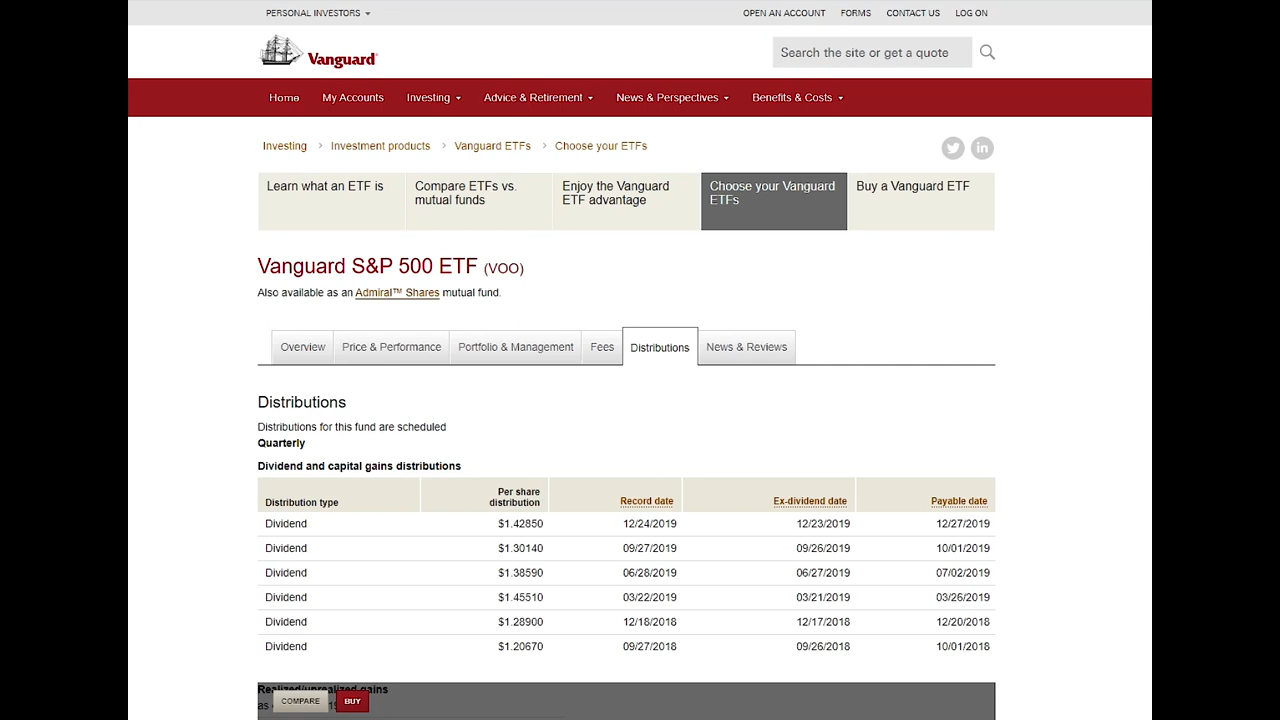 PERSONAL INVESTORS
OPEN AN ACCOUNT FORMS CONTACT US LOG ON
Vanguard
Search the site or get a quote
Home My Accounts Investing Advice & Retirement News & Perspectives Benefits & Costs
Investing > Investment products > Vanguard ETFs > Choose your ETFs
Learn what an ETF is
Compare ETFs vs.
mutual funds
Enjoy the Vanguard
ETF advantage
Choose your Vanguard
ETFs
Buy a Vanguard ETF
Vanguard S&P 500 ETF (VOO)
Also available as an Admiral™ Shares mutual fund.
Overview Price & Performance Portfolio & Management Fees Distributions News & Reviews
Distributions
Distributions for this fund are scheduled
Quarterly
Dividend and capital gains distributions
Distribution type Per share distribution Record date Ex-dividend date Payable date
Dividend $1.42850 12/24/2019 12/23/2019 12/27/2019
Dividend $1.30140 09/27/2019 09/26/2019 10/01/2019
Dividend $1.38590 06/28/2019 06/27/2019 07/02/2019
Dividend $1.45510 03/22/2019 03/21/2019 03/26/2019
Dividend $1.28900 12/18/2018 12/17/2018 12/20/2018
Dividend $1.20670 09/27/2018 09/26/2018 10/01/2018
Realized/unrealized gains
as
COMPARE BUY